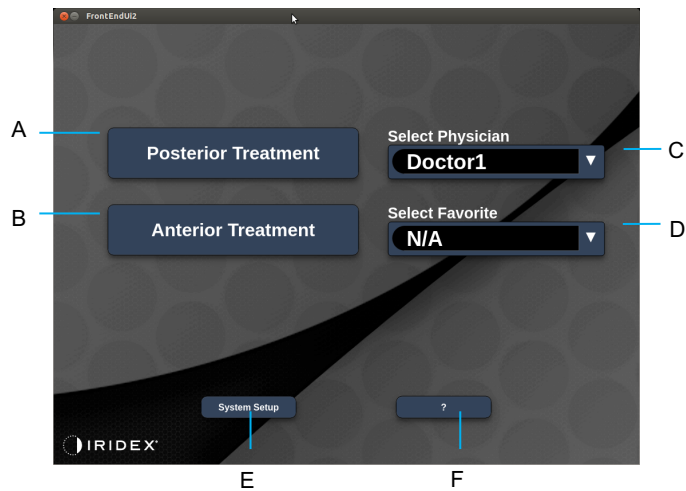 FrontEndUi2
A
Posterior Treatment
Select Physician
Doctor1
▼
C
B
Anterior Treatment
Select Favorite
N/A
▼
D
System Setup
?
IRIDEX
E
F